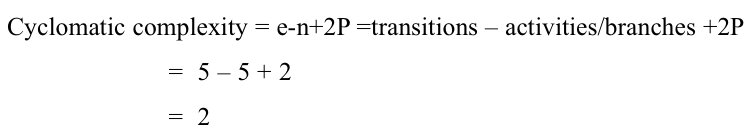 Cyclomatic complexity = e-n+2P =transitions – activities/branches +2P
= 5 – 5 + 2
= 2